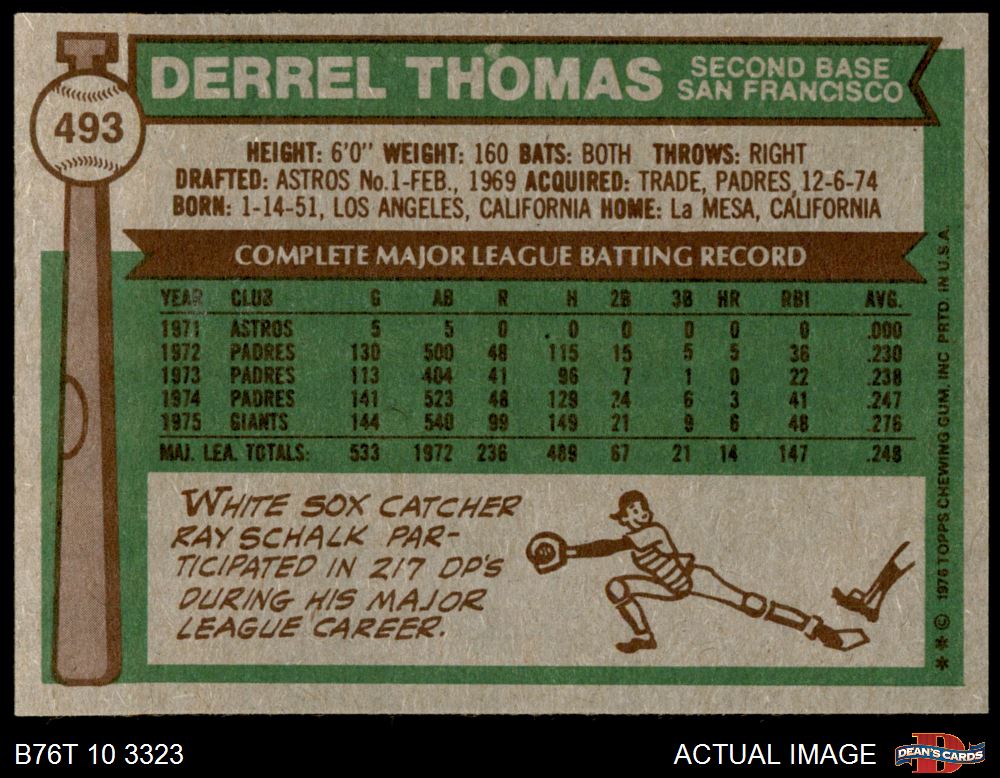 493
DERREL THOMAS
SECOND BASE
SAN FRANCISCO
HEIGHT: 6'0" WEIGHT: 160 BATS: BOTH THROWS: RIGHT
DRAFTED: ASTROS No.1-FEB., 1969 ACQUIRED: TRADE, PADRES, 12-6-74
BORN: 1-14-51, LOS ANGELES, CALIFORNIA HOME: La MESA, CALIFORNIA
COMPLETE MAJOR LEAGUE BATTING RECORD
YEAR CLUB G AB R H 2B 3B HR RBI AVG.
1971 ASTROS 5 5 0 0 0 0 0 0 .000
1972 PADRES 130 500 48 115 15 5 5 36 .230
1973 PADRES 113 404 41 96 7 1 0 22 .238
1974 PADRES 141 523 48 129 24 6 3 41 .247
1975 GIANTS 144 540 99 149 21 9 6 48 .276
MAJ. LEA. TOTALS: 533 1972 236 489 67 21 14 147 .248
WHITE SOX CATCHER
RAY SCHALK PAR-
TICIPATED IN 217 DP'S
DURING HIS MAJOR
LEAGUE CAREER.
** © 1976 TOPPS CHEWING GUM, INC. PRTD. IN U.S.A.
B76T 10 3323
ACTUAL IMAGE
DEAN'S CARDS